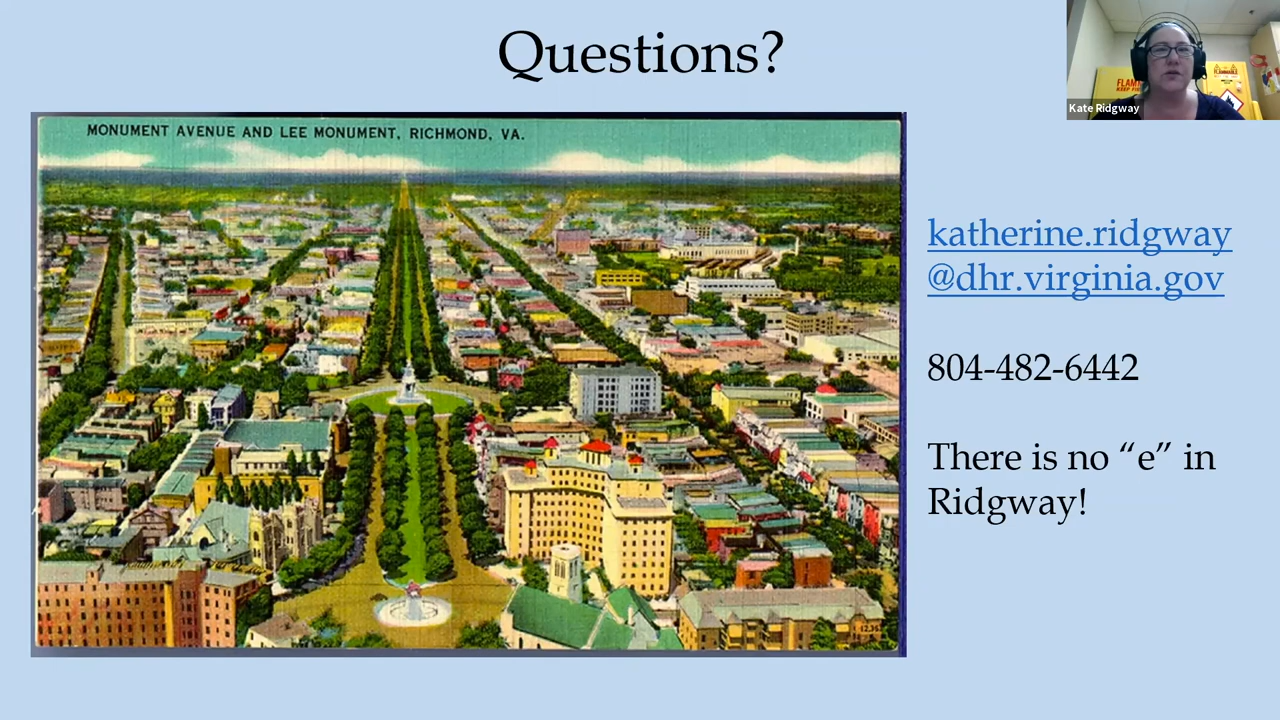 Questions?
Kate Ridgway
MONUMENT AVENUE AND LEE MONUMENT, RICHMOND, VA.
katherine.ridgway
@dhr.virginia.gov
804-482-6442
There is no “e” in
Ridgway!